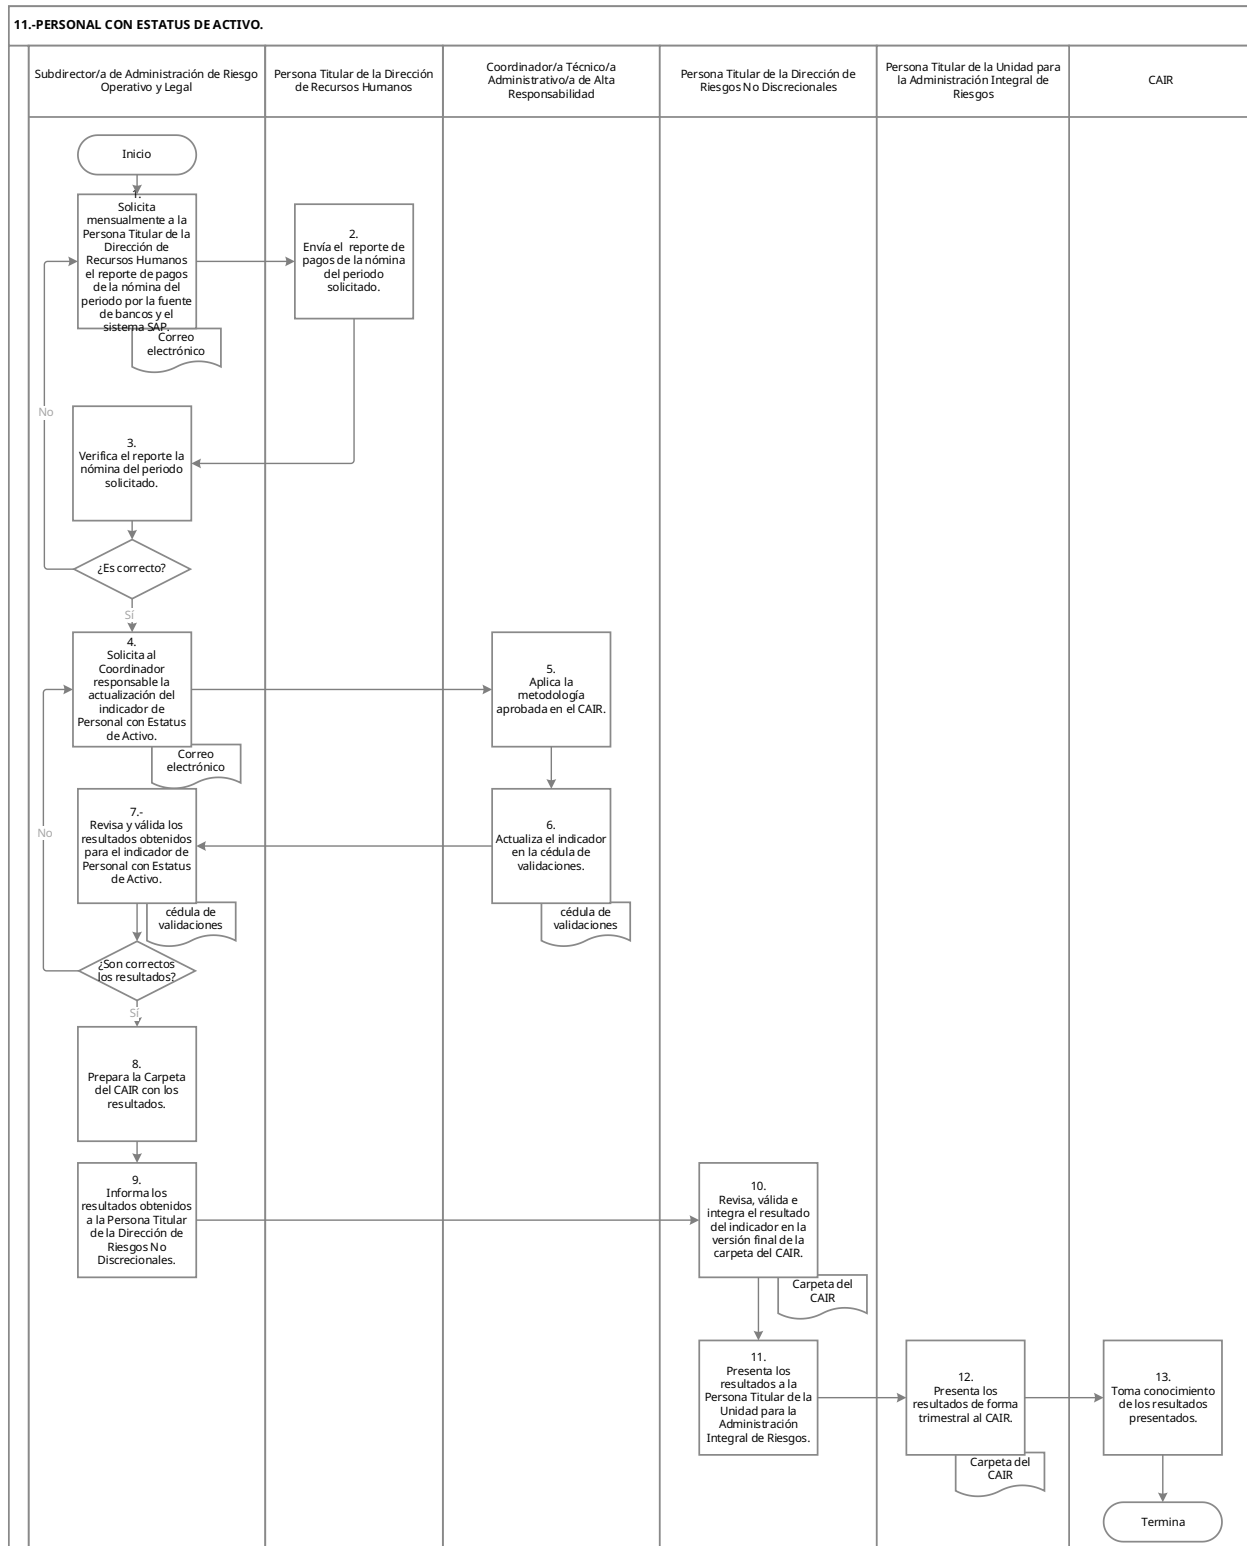 11.-PERSONAL CON ESTATUS DE ACTIVO.
Subdirector/a de Administración de Riesgo
Operativo y Legal
Persona Titular de la Dirección
de Recursos Humanos
Coordinador/a Técnico/a
Administrativo/a de Alta
Responsabilidad
Persona Titular de la Dirección de
Riesgos No Discrecionales
Persona Titular de la Unidad para
la Administración Integral de
Riesgos
CAIR
Inicio
1.
Solicita
mensualmente a la
Persona Titular de la
Dirección de
Recursos Humanos
el reporte de pagos
de la nómina del
periodo por la fuente
de bancos y el
sistema SAP.
Correo
electrónico
2.
Envía el reporte de
pagos de la nómina
del periodo
solicitado.
No
3.
Verifica el reporte la
nómina del periodo
solicitado.
¿Es correcto?
Sí
4.
Solicita al
Coordinador
responsable la
actualización del
indicador de
Personal con Estatus
de Activo.
Correo
electrónico
5.
Aplica la
metodología
aprobada en el CAIR.
6.
Actualiza el indicador
en la cédula de
validaciones.
cédula de
validaciones
No
7.-
Revisa y válida los
resultados obtenidos
para el indicador de
Personal con Estatus
de Activo.
cédula de
validaciones
¿Son correctos
los resultados?
Sí
8.
Prepara la Carpeta
del CAIR con los
resultados.
9.
Informa los
resultados obtenidos
a la Persona Titular
de la Dirección de
Riesgos No
Discrecionales.
10.
Revisa, válida e
integra el resultado
del indicador en la
versión final de la
carpeta del CAIR.
Carpeta del
CAIR
11.
Presenta los
resultados a la
Persona Titular de la
Unidad para la
Administración
Integral de Riesgos.
12.
Presenta los
resultados de forma
trimestral al CAIR.
Carpeta del
CAIR
13.
Toma conocimiento
de los resultados
presentados.
Termina